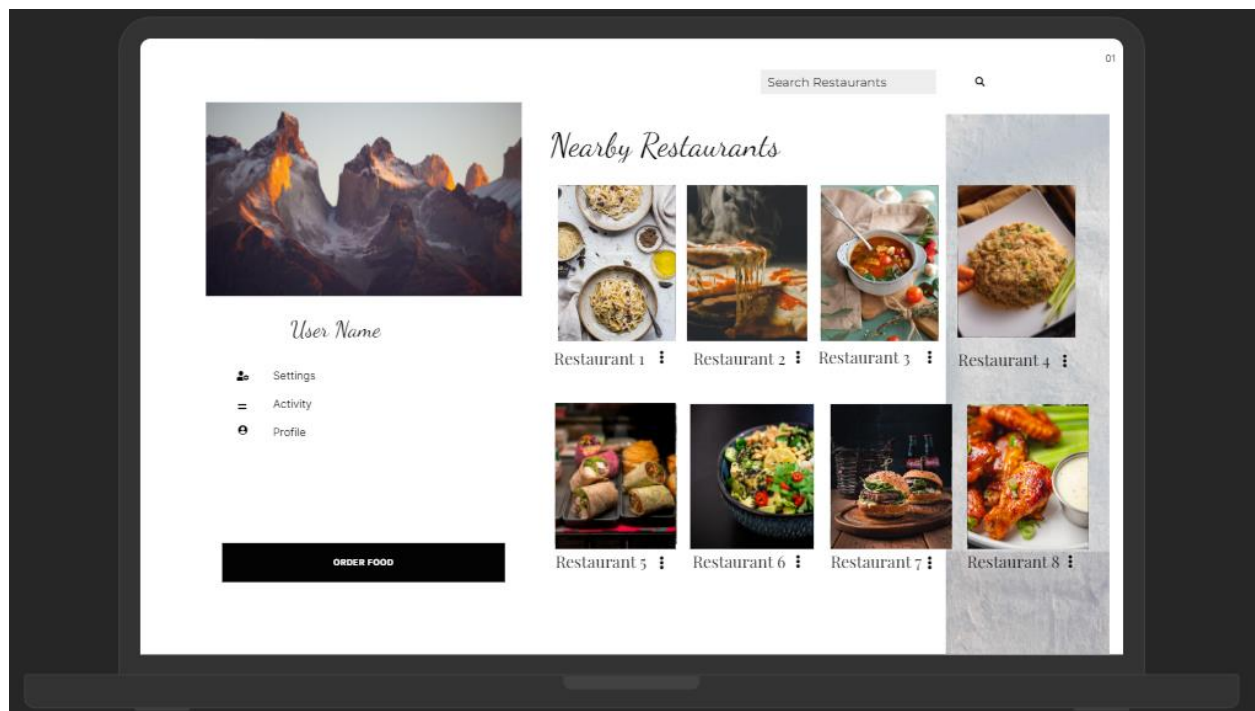 01
Search Restaurants
Nearby Restaurants
User Name
Settings
Activity
Profile
ORDER FOOD
Restaurant 1
Restaurant 2
Restaurant 3
Restaurant 4
Restaurant 5
Restaurant 6
Restaurant 7
Restaurant 8